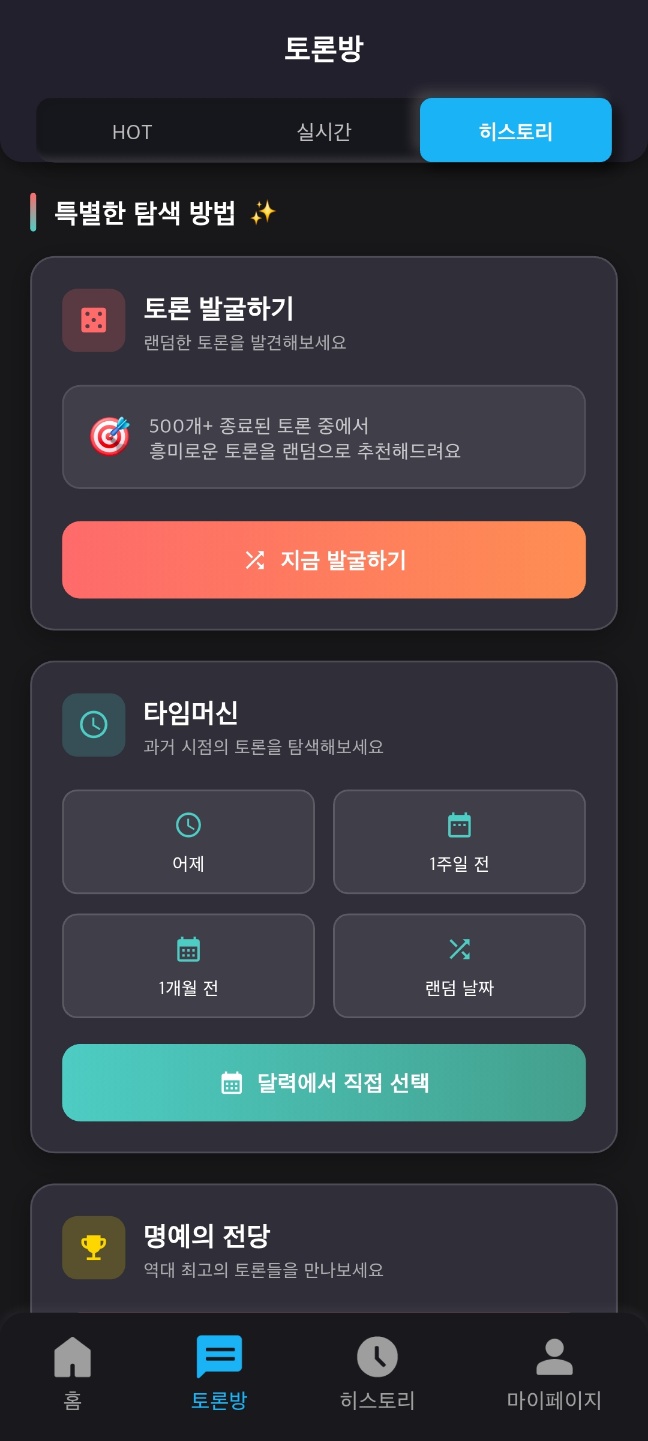 토론방
HOT
실시간
히스토리
특별한 탐색 방법 ✨
토론 발굴하기
랜덤한 토론을 발견해보세요
500개+ 종료된 토론 중에서
흥미로운 토론을 랜덤으로 추천해드려요
지금 발굴하기
타임머신
과거 시점의 토론을 탐색해보세요
어제
1주일 전
1개월 전
랜덤 날짜
달력에서 직접 선택
명예의 전당
역대 최고의 토론들을 만나보세요
홈
토론방
히스토리
마이페이지